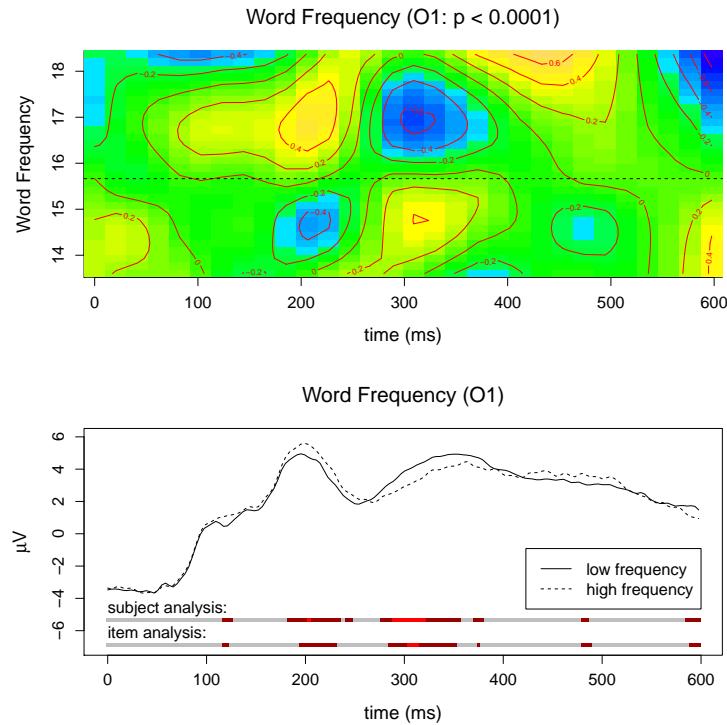 Word Frequency (O1: p < 0.0001)
Word Frequency
18
17
16
15
14
0 100 200 300 400 500 600
time (ms)
Word Frequency (O1)
μV
6
4
2
0
−2
−4
−6
low frequency
high frequency
subject analysis:
item analysis:
0 100 200 300 400 500 600
time (ms)